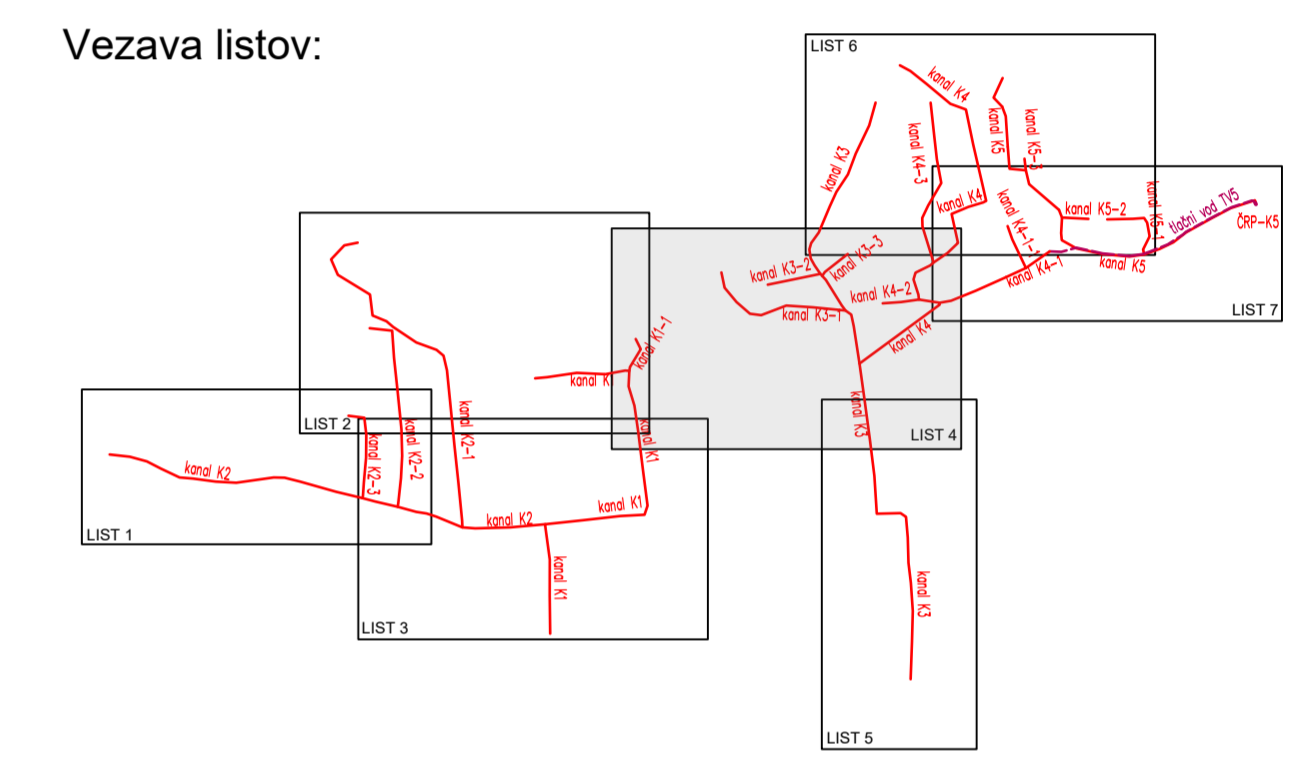 Vezava listov:
LIST 6
kanal K4
kanal K5
kanal K5-3
kanal K3
kanal K4-3
kanal K4
kanal K4-1-1
kanal K5-2
kanal K5-1
tlačni vod TV5
ČRP-K5
kanal K5
kanal K4-1
LIST 7
kanal K3-2
kanal K3-3
kanal K4-2
kanal K3-1
kanal K4
kanal K3
LIST 4
kanal K1-1
kanal K
kanal K1
LIST 2
kanal K2-1
kanal K2-2
kanal K2-3
kanal K2
LIST 1
kanal K2
kanal K1
kanal K1
LIST 3
kanal K3
LIST 5